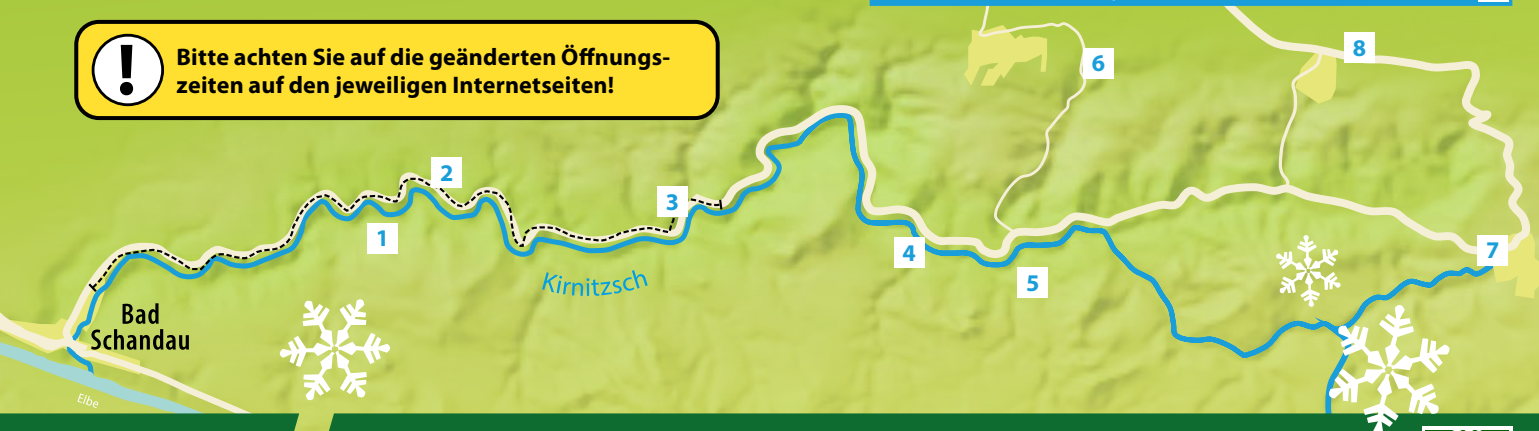 !
Bitte achten Sie auf die geänderten Öffnungs-
zeiten auf den jeweiligen Internetseiten!
8
6
2
3
1
4
7
5
Kirnitzsch
Bad
Schandau
Elbe